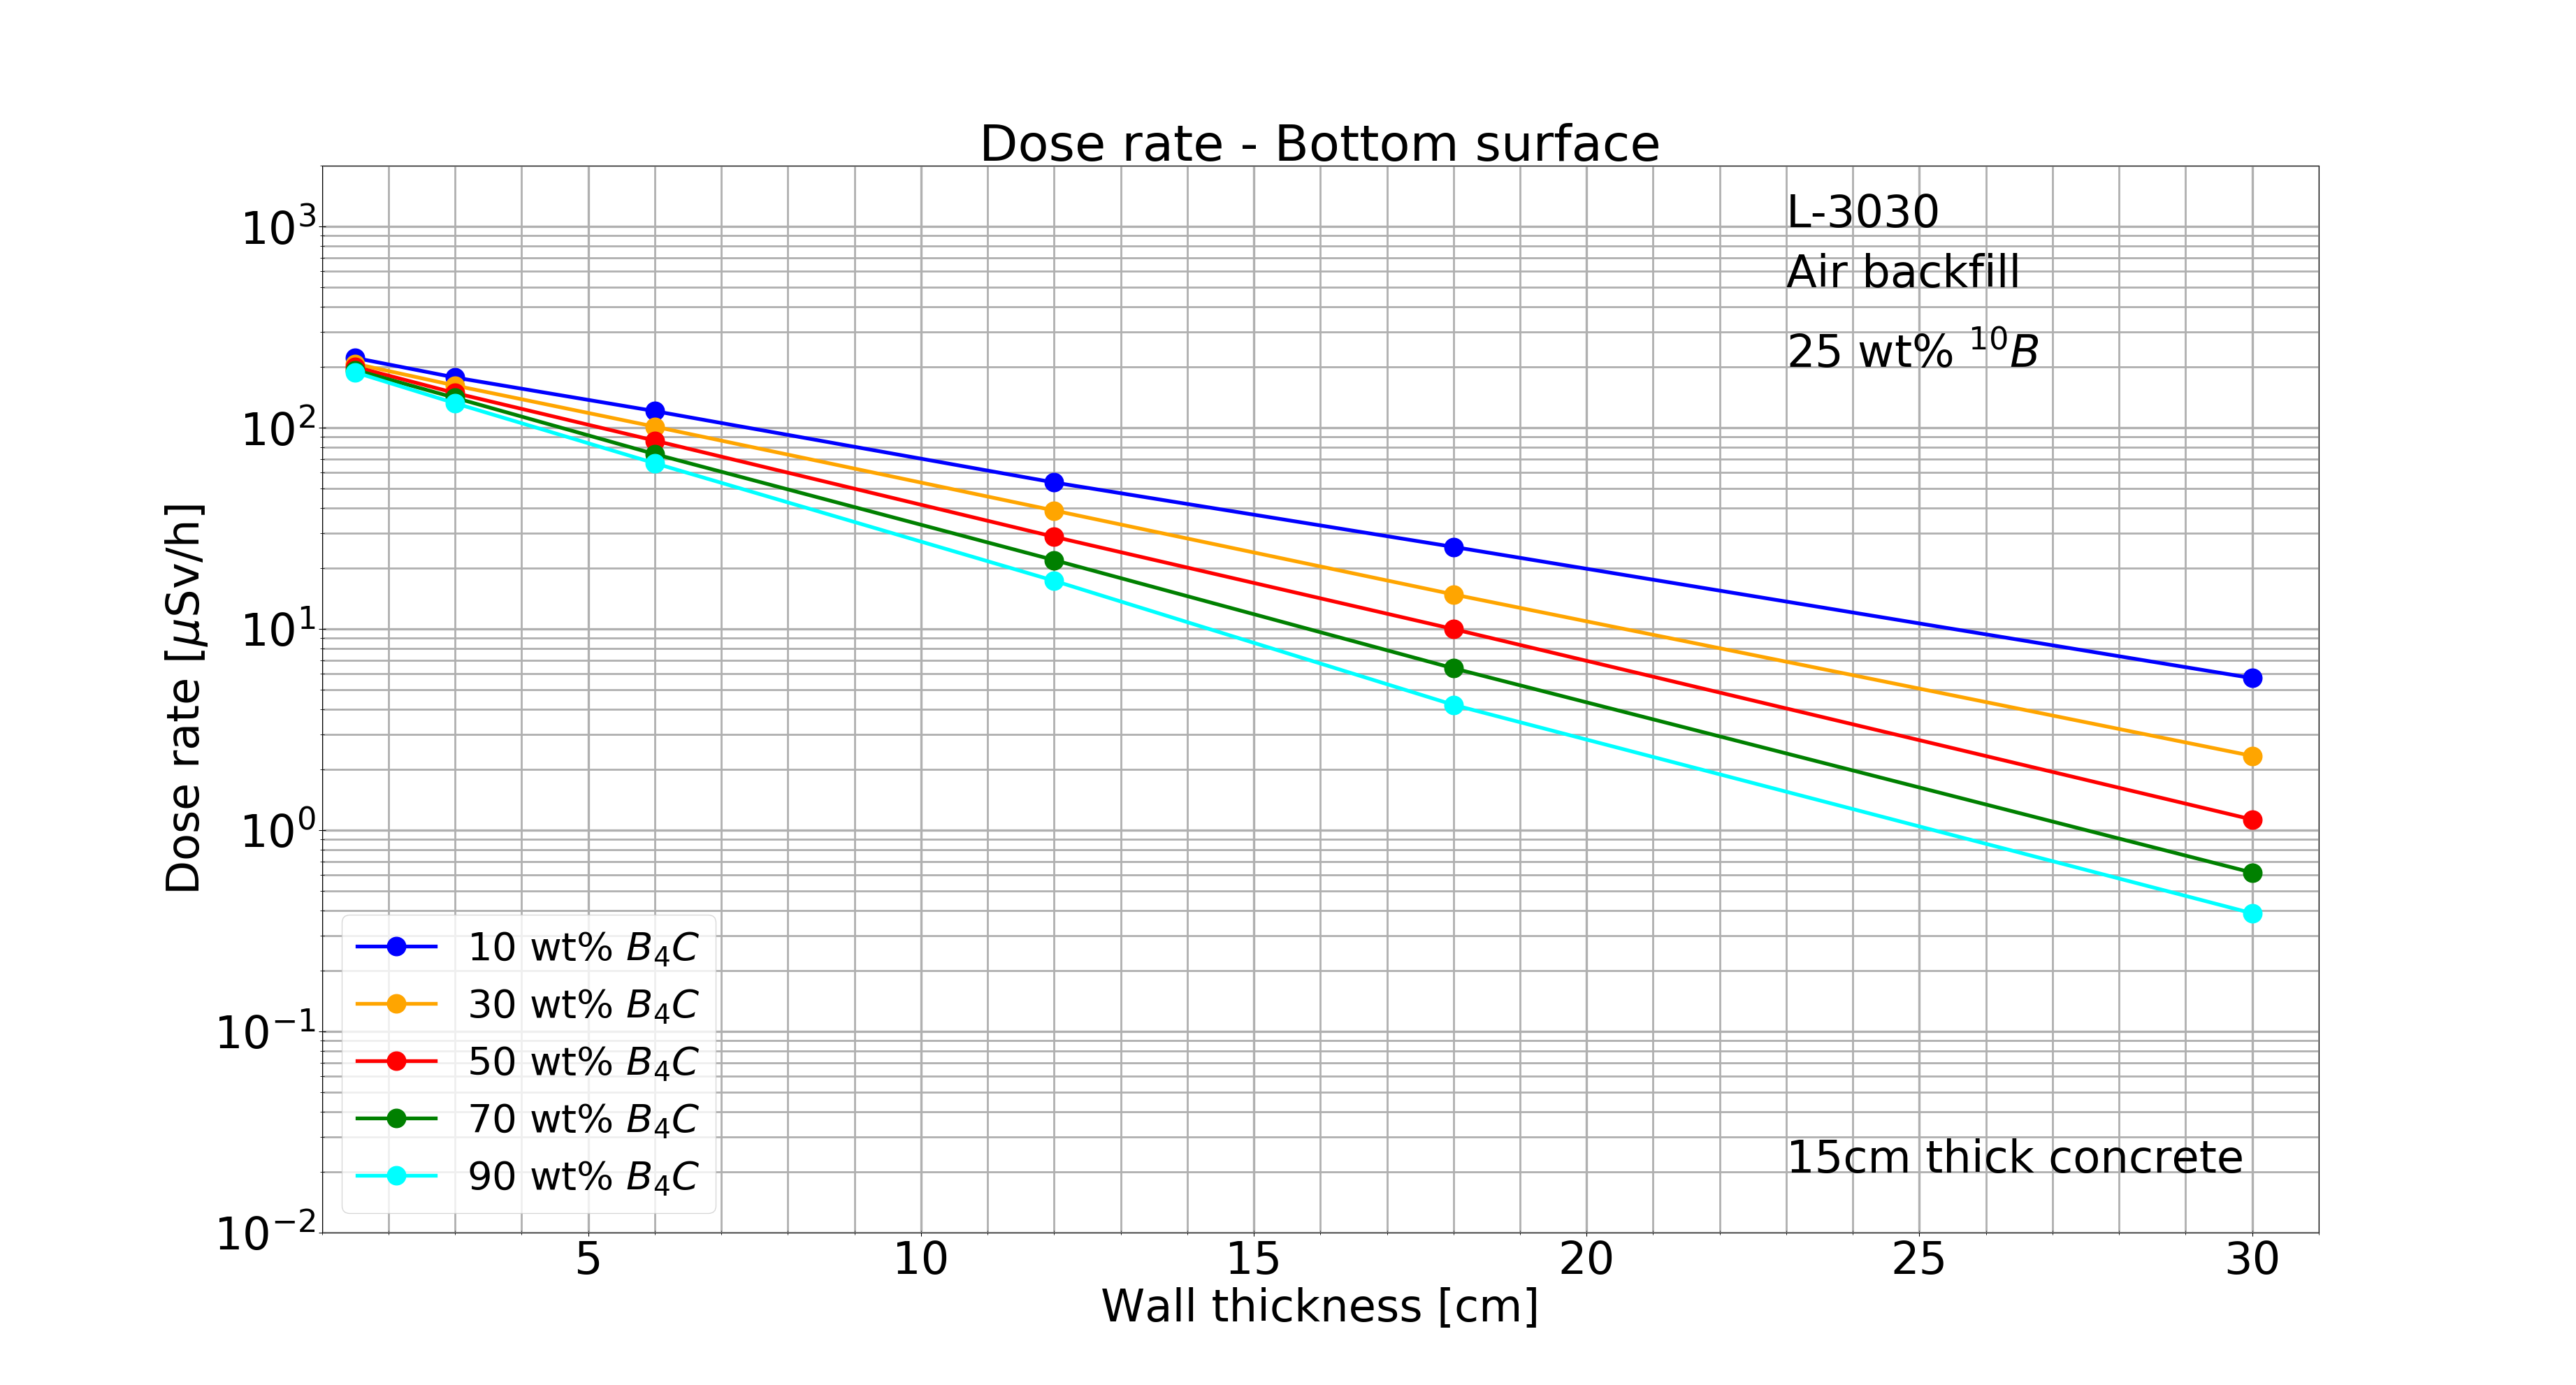 Dose rate - Bottom surface
L-3030
Air backfill
25 wt% ¹⁰B
10³
10²
10¹
10⁰
10⁻¹
10⁻²
Dose rate [μSv/h]
10 wt% B₄C
30 wt% B₄C
50 wt% B₄C
70 wt% B₄C
90 wt% B₄C
15cm thick concrete
5 10 15 20 25 30
Wall thickness [cm]